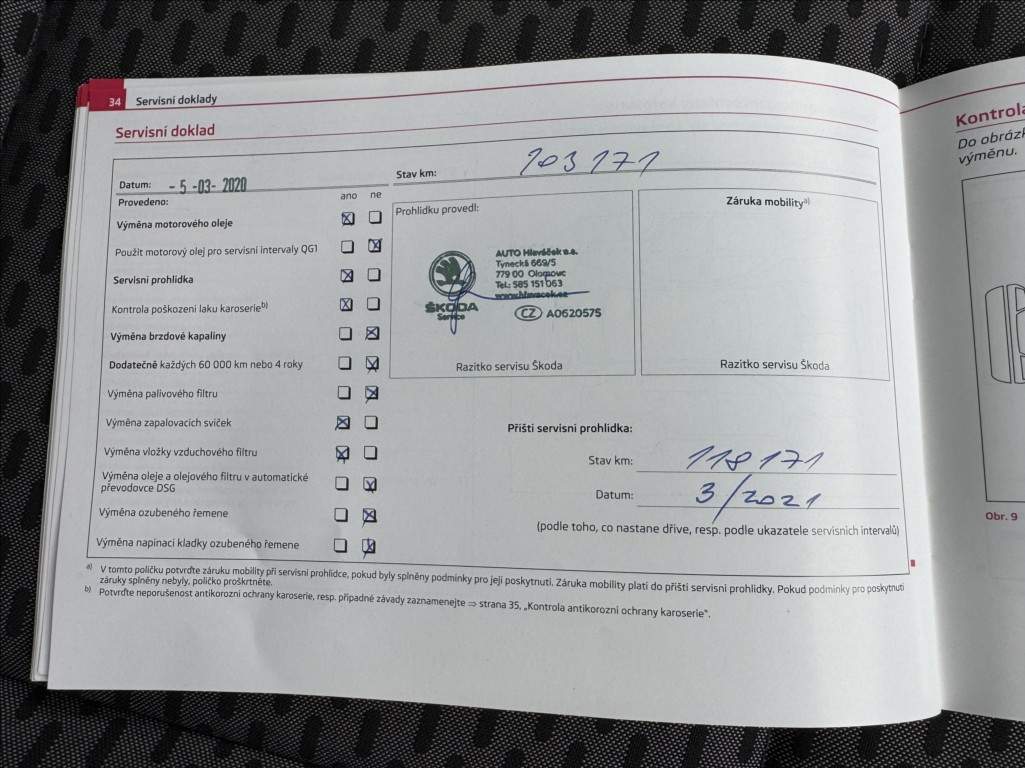 34 Servisní doklady
Servisní doklad
Datum: - 5 -03- 2020
Stav km: 103171
Provedeno: ano ne
Výměna motorového oleje
Použit motorový olej pro servisní intervaly QG1
Servisní prohlídka
Kontrola poškození laku karoserie b)
Výměna brzdové kapaliny
Dodatečně každých 60 000 km nebo 4 roky
Výměna palivového filtru
Výměna zapalovacích svíček
Výměna vložky vzduchového filtru
Výměna oleje a olejového filtru v automatické
převodovce DSG
Výměna ozubeného řemene
Výměna napínací kladky ozubeného řemene
Prohlídku provedl:
AUTO Hlaváček a.s.
Týnecká 669/5
779 00 Olomouc
Tel.: 585 151 063
www.hlavacek.cz
ŠKODA
Service
CZ A0620575
Razítko servisu Škoda
Záruka mobility a)
Razítko servisu Škoda
Příští servisní prohlídka:
Stav km: 118171
Datum: 3/2021
(podle toho, co nastane dříve, resp. podle ukazatele servisních intervalů)
a) V tomto políčku potvrďte záruku mobility při servisní prohlídce, pokud byly splněny podmínky pro její poskytnutí. Záruka mobility platí do příští servisní prohlídky. Pokud podmínky pro poskytnutí
záruky splněny nebyly, políčko proškrtněte.
b) Potvrďte neporušenost antikorozní ochrany karoserie, resp. případné závady zaznamenejte ⇒ strana 35, „Kontrola antikorozní ochrany karoserie“.
Kontrola
Do obrázk
výměnu.
Obr. 9